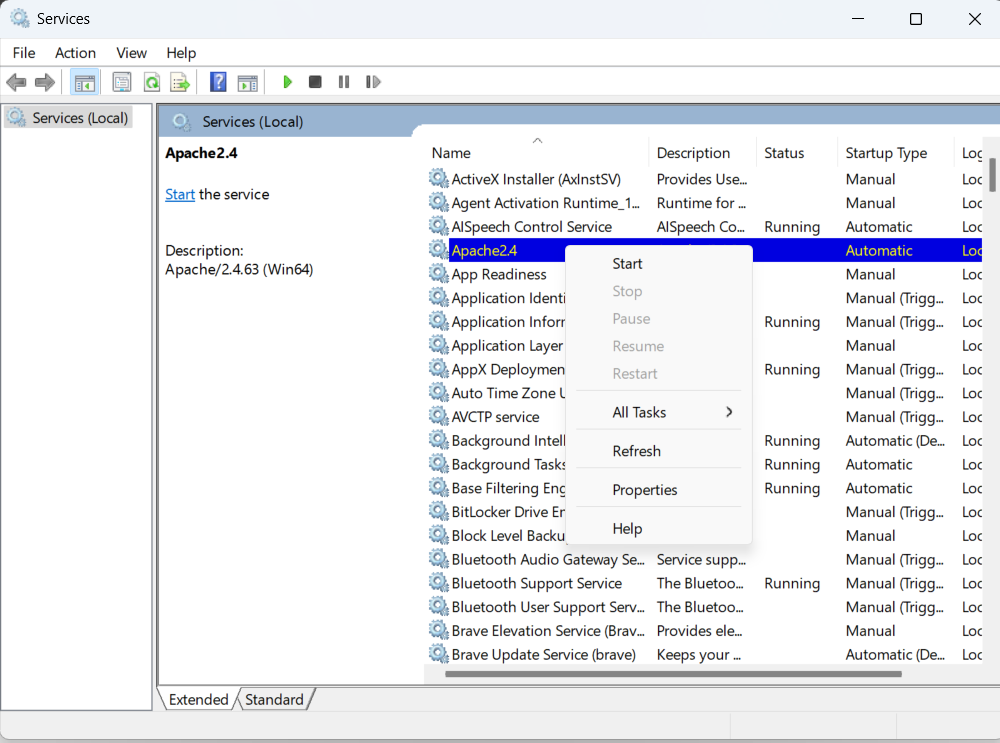 Services
File Action View Help
Services (Local)
Services (Local)
Apache2.4
Start the service
Description:
Apache/2.4.63 (Win64)
Name Description Status Startup Type Log
ActiveX Installer (AxInstSV) Provides Use... Manual Loc
Agent Activation Runtime_1... Runtime for ... Manual Loc
AISpeech Control Service AISpeech Co... Running Automatic Loc
Apache2.4 Automatic Loc
App Readiness Manual Loc
Application Identi Manual (Trigg... Loc
Application Inforr Running Manual (Trigg... Loc
Application Layer Manual Loc
AppX Deploymen Running Manual (Trigg... Loc
Auto Time Zone U Manual (Trigg... Loc
AVCTP service Manual (Trigg... Loc
Background Intell Running Automatic (De... Loc
Background Tasks Running Automatic Loc
Base Filtering Eng Running Automatic Loc
BitLocker Drive En Manual (Trigg... Loc
Block Level Backu Manual Loc
Bluetooth Audio Gateway Se... Service supp... Manual (Trigg... Loc
Bluetooth Support Service The Bluetoo... Running Manual (Trigg... Loc
Bluetooth User Support Serv... The Bluetoo... Manual (Trigg... Loc
Brave Elevation Service (Brav... Provides ele... Manual Loc
Brave Update Service (brave) Keeps your ... Automatic (De... Loc
Start
Stop
Pause
Resume
Restart
All Tasks
Refresh
Properties
Help
Extended Standard